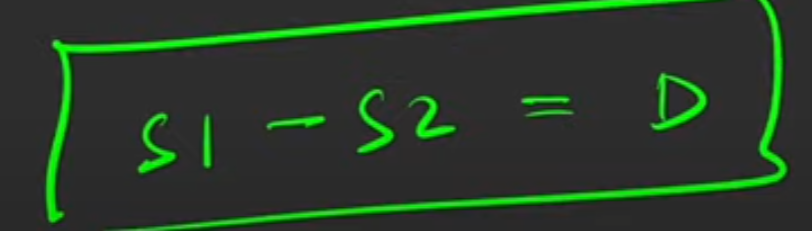 S1 - S2 = D